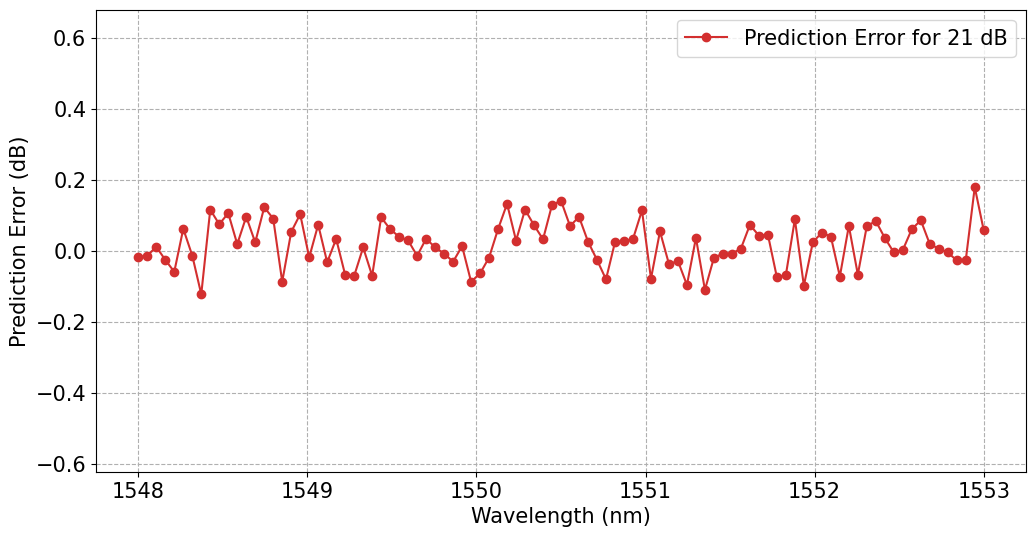 Prediction Error for 21 dB
Prediction Error (dB)
0.6
0.4
0.2
0.0
−0.2
−0.4
−0.6
1548 1549 1550 1551 1552 1553
Wavelength (nm)